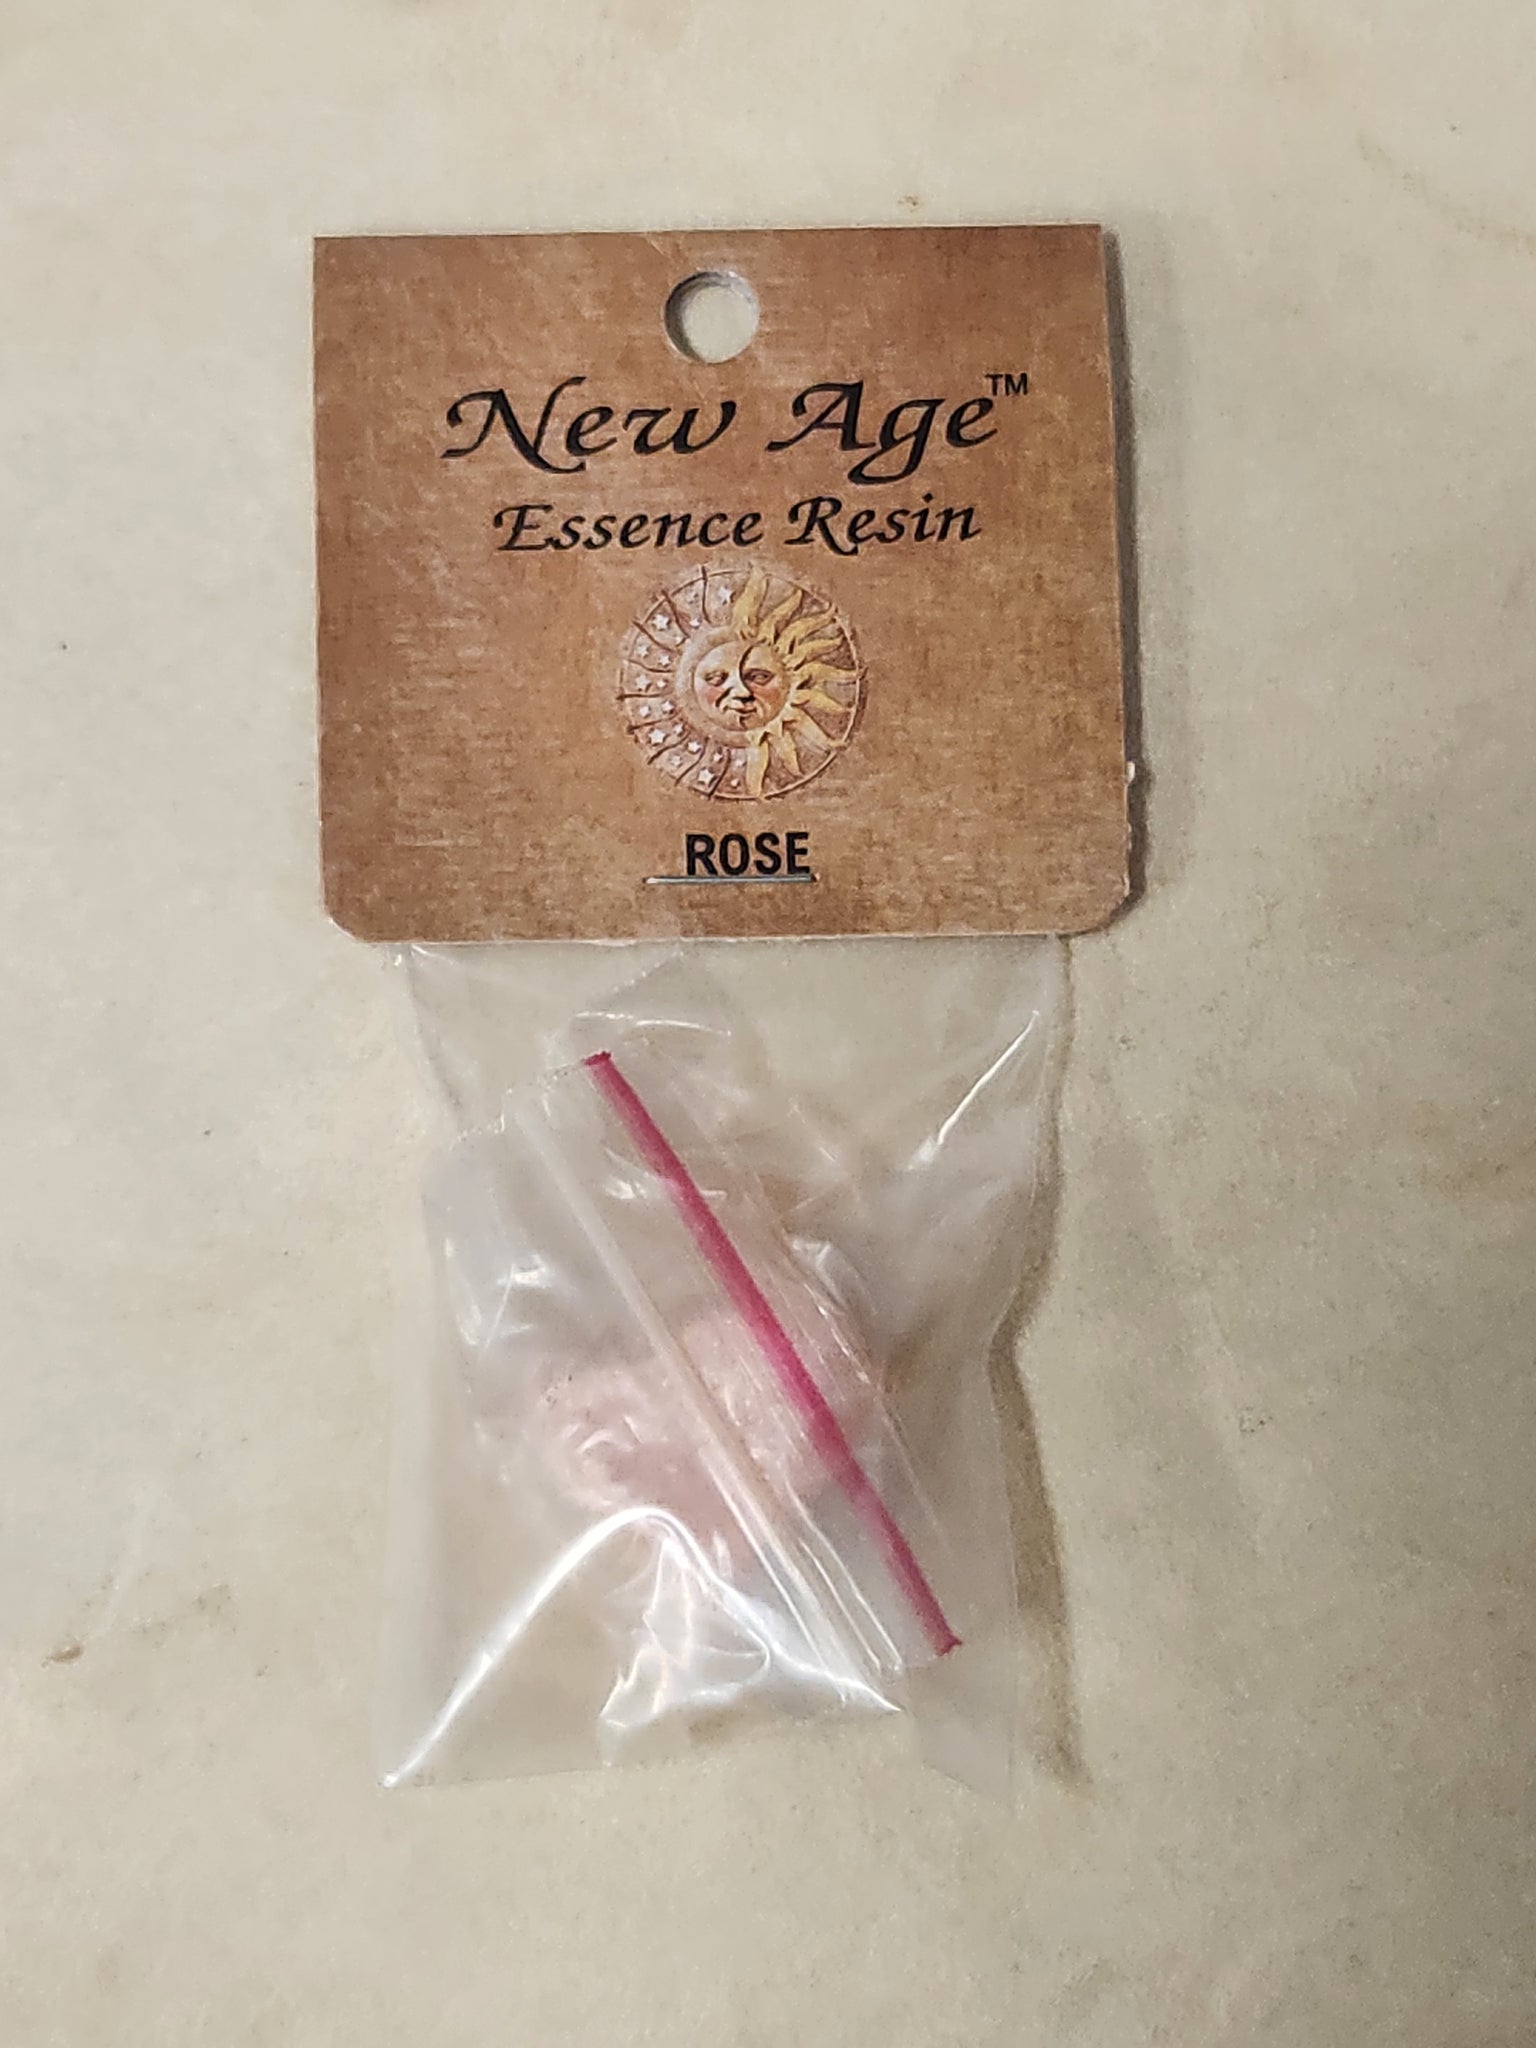 New Age™
Essence Resin
ROSE